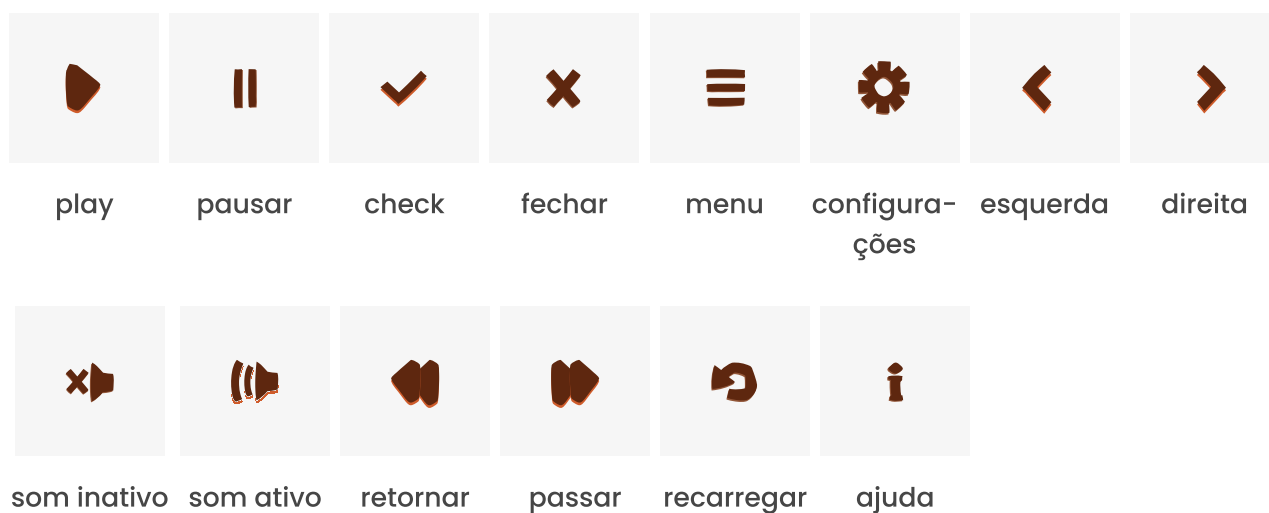 play pausar check fechar menu configura- esquerda direita
ções
som inativo som ativo retornar passar recarregar ajuda